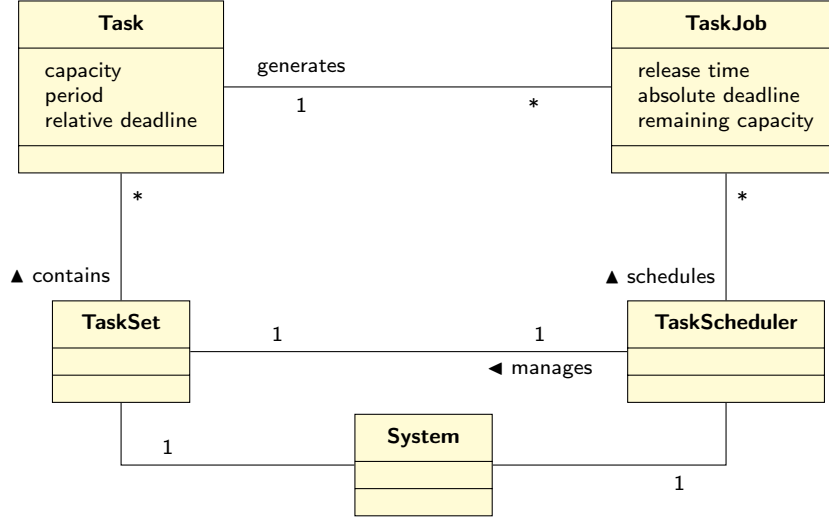 Task
capacity
period
relative deadline
generates
1
*
TaskJob
release time
absolute deadline
remaining capacity
*
*
▲ contains
▲ schedules
TaskSet
1
1
◄ manages
TaskScheduler
1
System
1